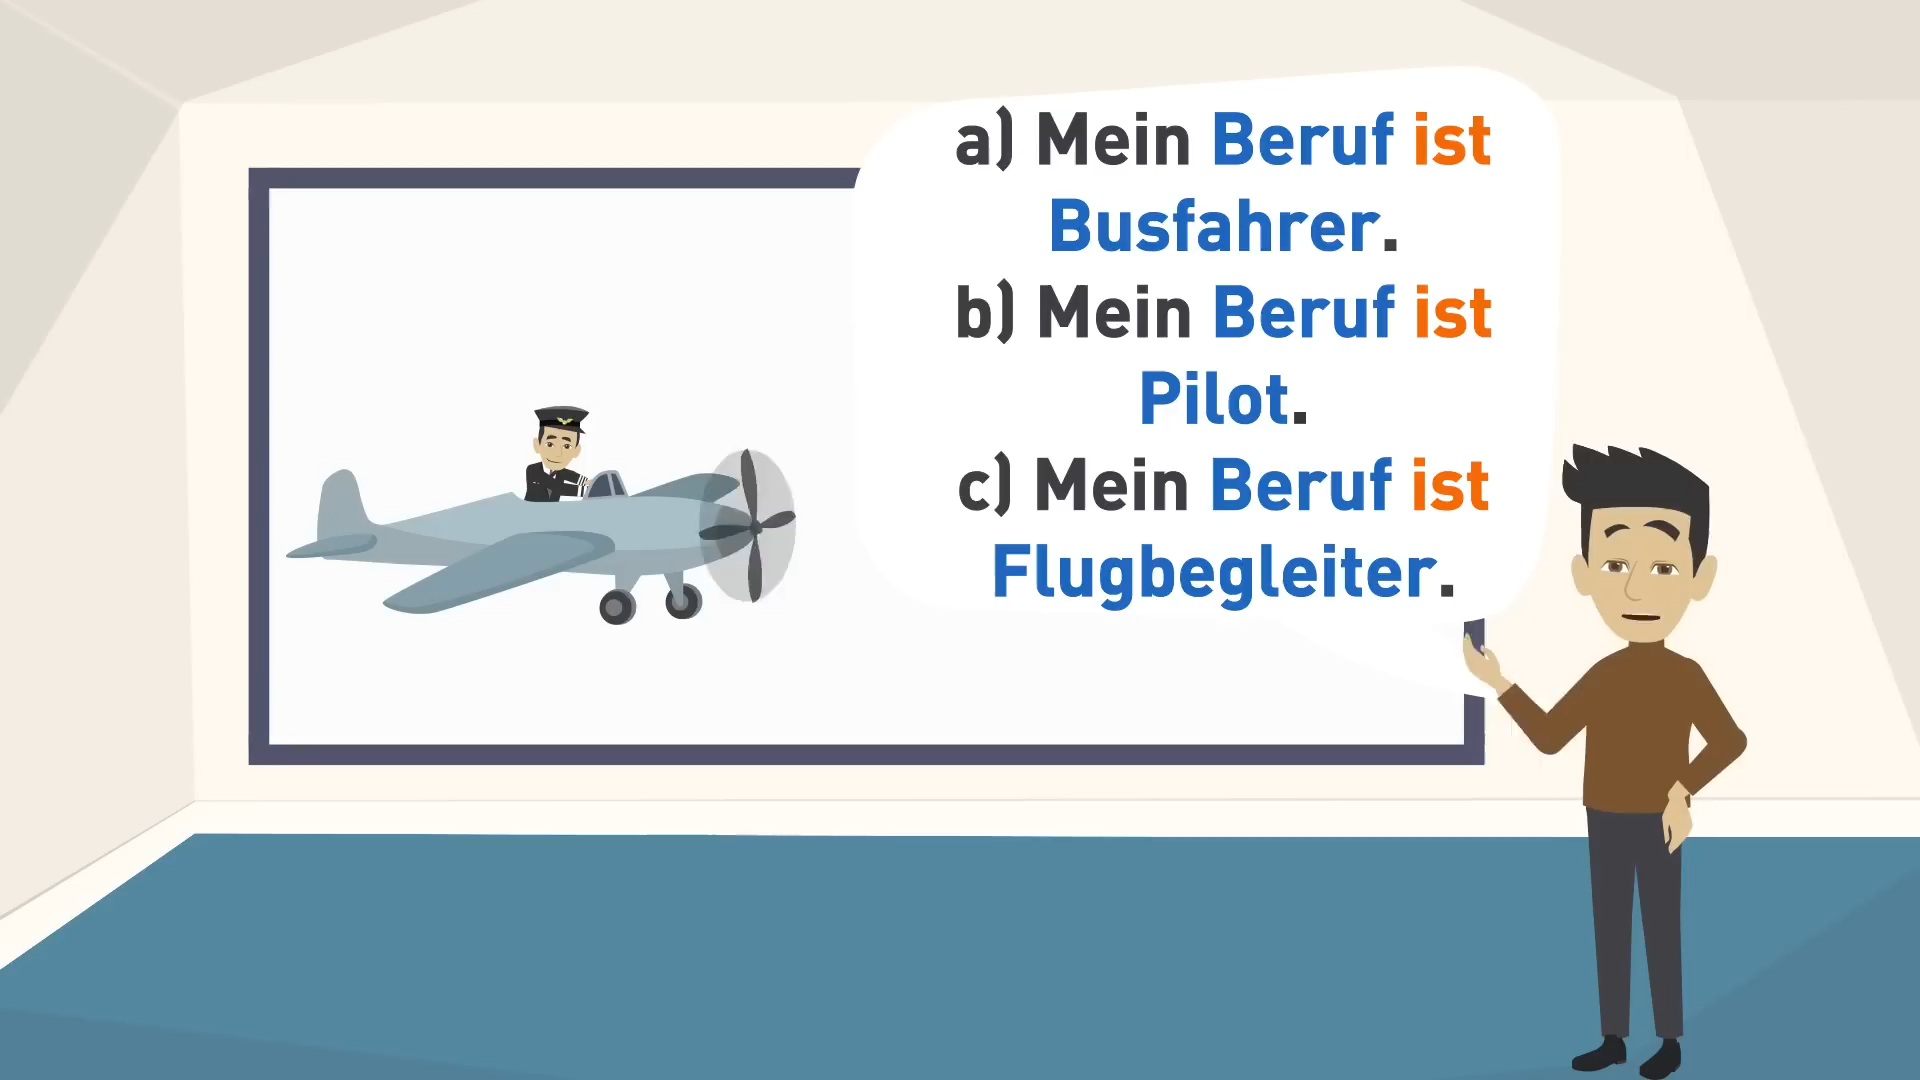 a) Mein Beruf ist
Busfahrer.
b) Mein Beruf ist
Pilot.
c) Mein Beruf ist
Flugbegleiter.